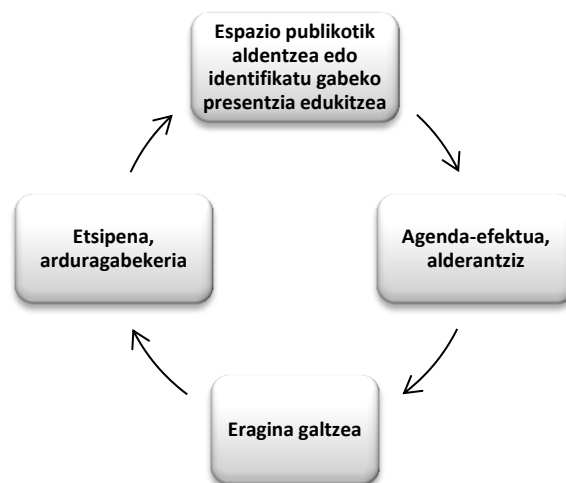 Espazio publikotik
aldentzea edo
identifikatu gabeko
presentzia edukitzea
Agenda-efektua,
alderantziz
Eragina galtzea
Etsipena,
arduragabekeria